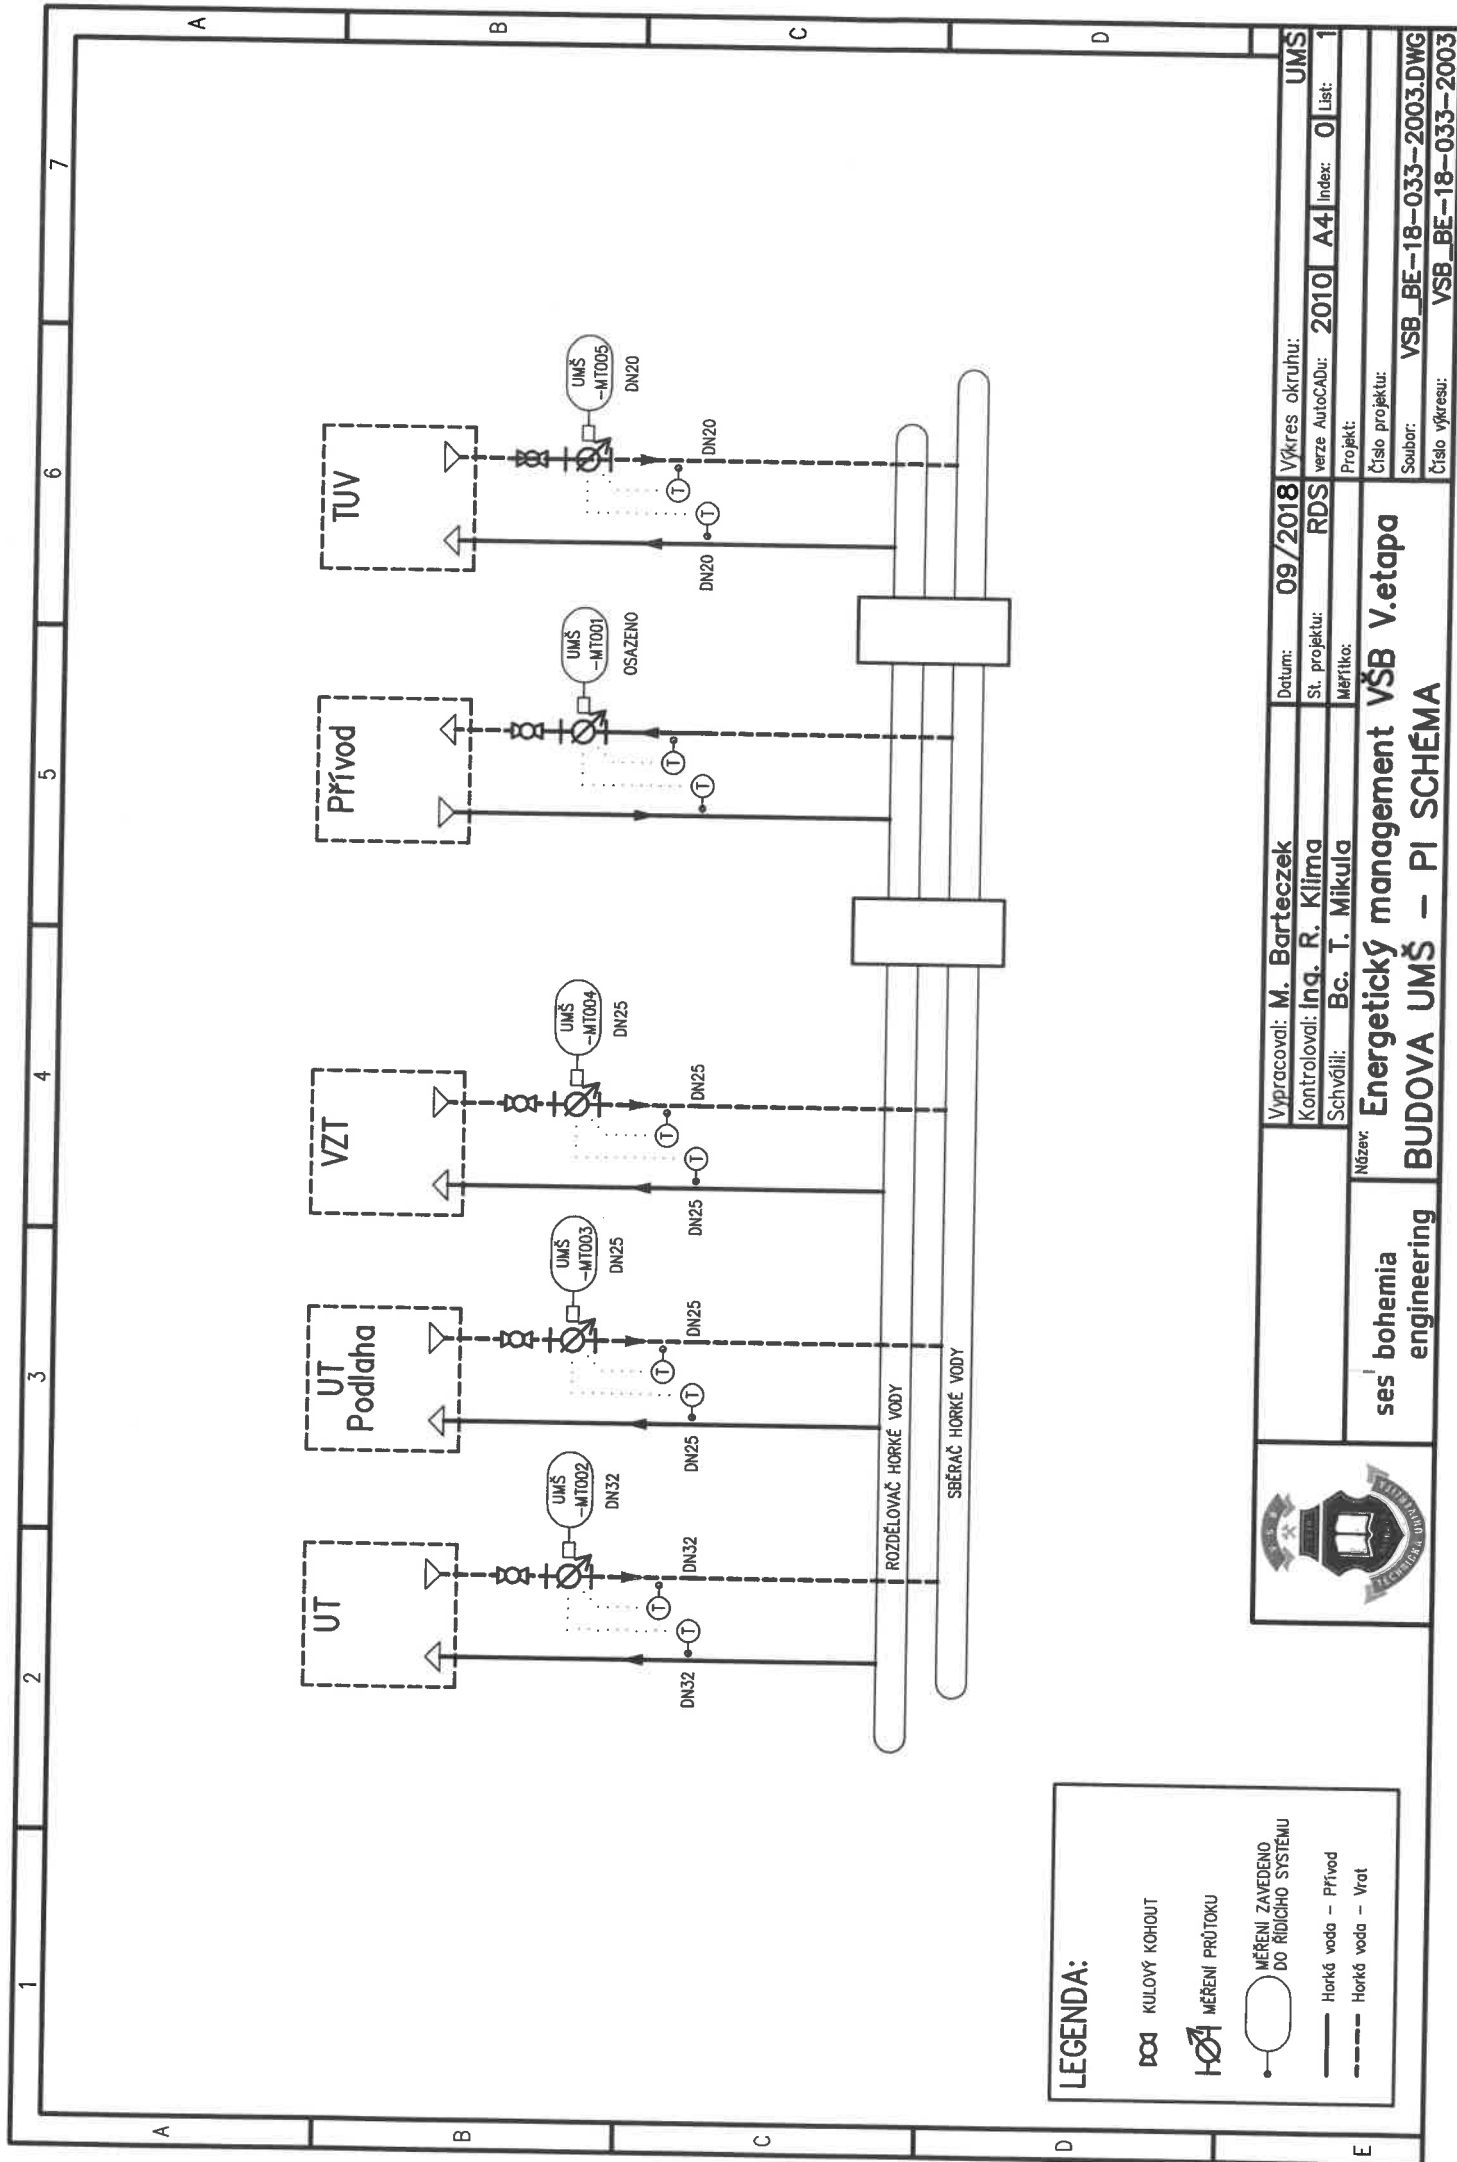 1
2
3
4
5
6
7
A
B
C
D
A
B
C
D
E
UT
UMŠ
-MT002
DN32
DN32
DN32
T
T
UT
Podlaha
UMŠ
-MT003
DN25
DN25
DN25
T
T
VZT
UMŠ
-MT004
DN25
DN25
DN25
T
T
Přívod
UMŠ
-MT001
OSAZENO
T
T
TUV
UMŠ
-MT005
DN20
DN20
DN20
T
T
ROZDĚLOVAČ HORKÉ VODY
SBĚRAČ HORKÉ VODY
LEGENDA:
KULOVÝ KOHOUT
MĚŘENÍ PRŮTOKU
MĚŘENÍ ZAVEDENO
DO ŘÍDICÍHO SYSTÉMU
Horká voda – Přívod
Horká voda – Vrat
TECHNICKÁ
ses bohemia
engineering
Vypracoval: M. Barteczek
Kontroloval: Ing. R. Klima
Schválil: Bc. T. Mikula
Datum: 09/2018
St. projektu: RDS
Měřítko:
Výkres okruhu: UMŠ
verze AutoCADu: 2010 A4 Index: 0 List: 1
Projekt:
Číslo projektu:
Soubor: VSB_BE-18-033-2003.DWG
Číslo výkresu: VSB_BE-18-033-2003
Název: Energetický management VŠB V.etapa
BUDOVA UMŠ – PI SCHÉMA